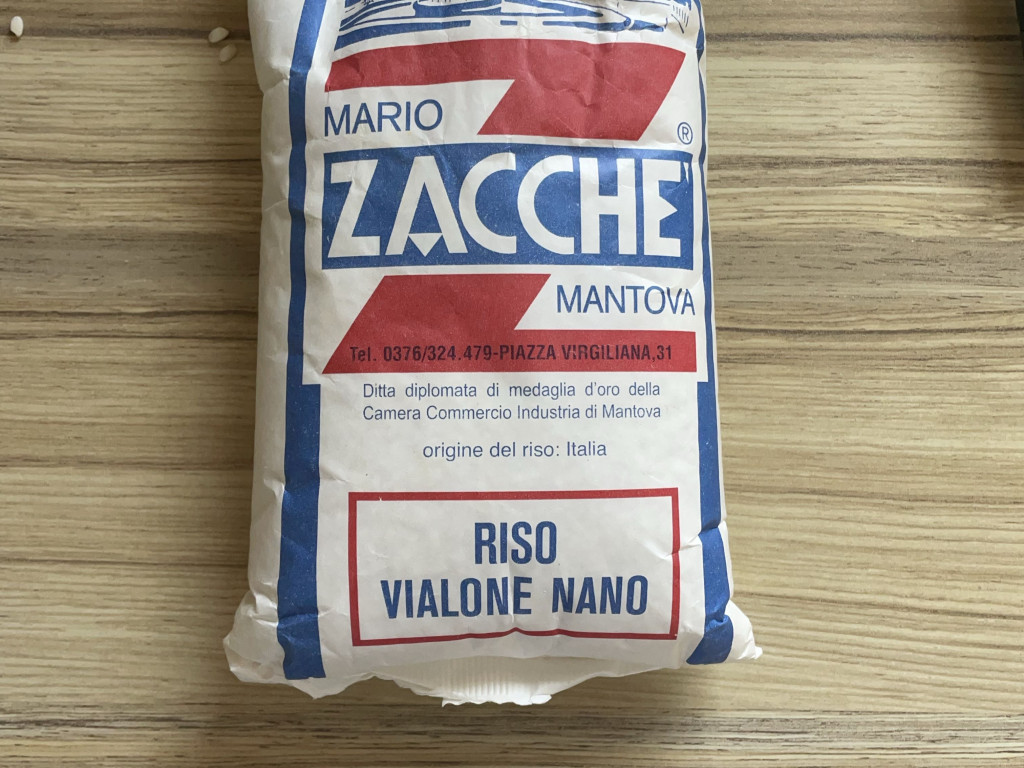 MARIO
®
ZACCHE'
MANTOVA
Tel. 0376/324.479-PIAZZA VIRGILIANA,31
Ditta diplomata di medaglia d'oro della
Camera Commercio Industria di Mantova
origine del riso: Italia
RISO
VIALONE NANO